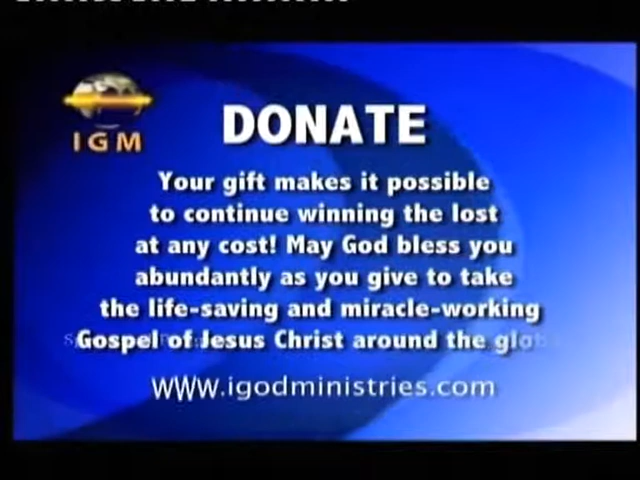 IGM
DONATE
Your gift makes it possible
to continue winning the lost
at any cost! May God bless you
abundantly as you give to take
the life-saving and miracle-working
Gospel of Jesus Christ around the
www.igodministries.com